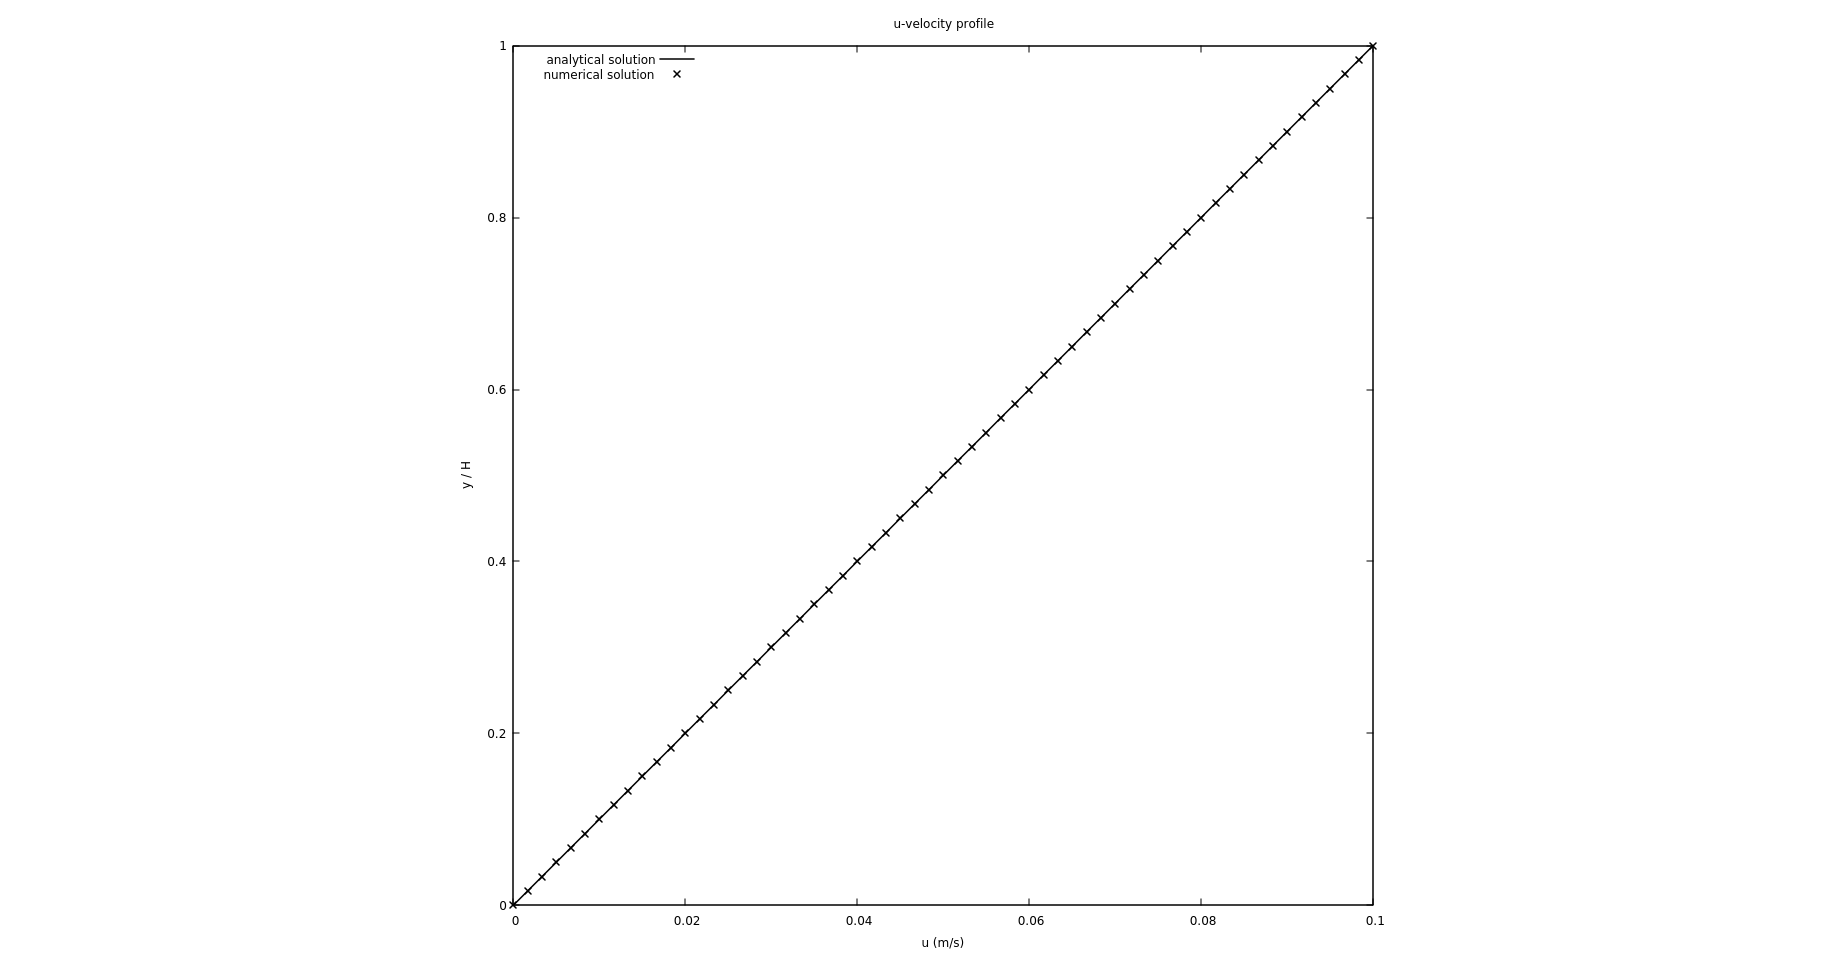 u-velocity profile
analytical solution
numerical solution
1
0.8
0.6
0.4
0.2
0
y / H
0
0.02
0.04
0.06
0.08
0.1
u (m/s)